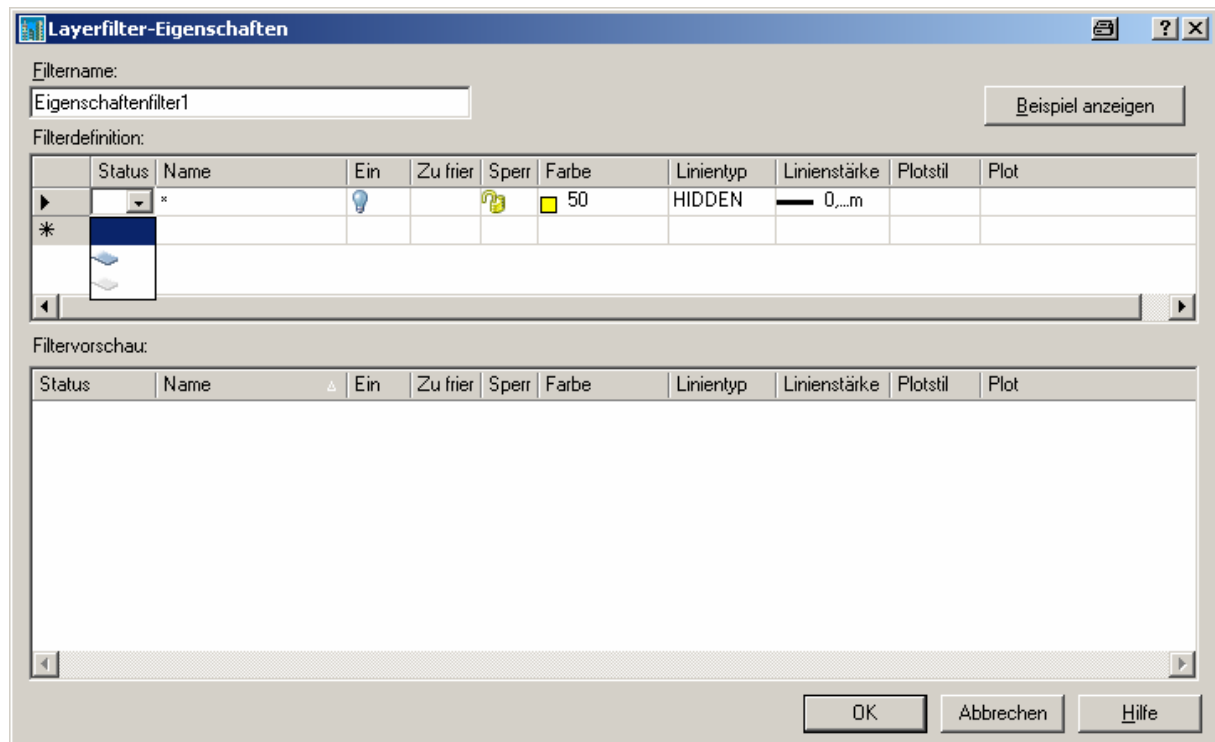 Layerfilter-Eigenschaften
Filtername:
Eigenschaftenfilter1
Beispiel anzeigen
Filterdefinition:
Status Name Ein Zu frier Sperr Farbe Linientyp Linienstärke Plotstil Plot
* 50 HIDDEN 0,...m
Filtervorschau:
Status Name Ein Zu frier Sperr Farbe Linientyp Linienstärke Plotstil Plot
OK Abbrechen Hilfe